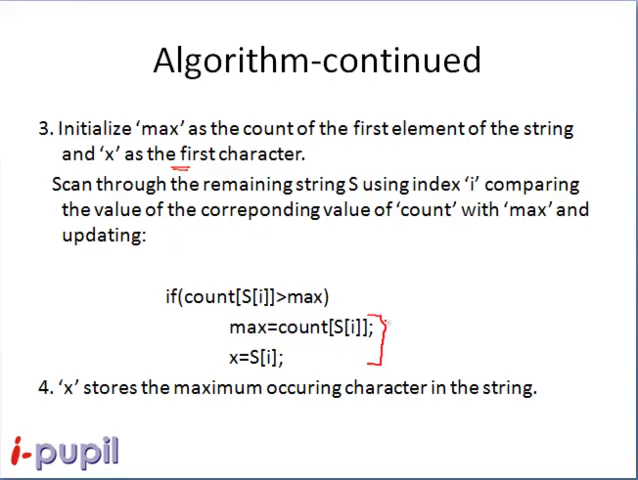 Algorithm-continued
3. Initialize ‘max’ as the count of the first element of the string
and ‘x’ as the first character.
Scan through the remaining string S using index ‘i’ comparing
the value of the correponding value of ‘count’ with ‘max’ and
updating:
if(count[S[i]]>max)
max=count[S[i]];
x=S[i];
4. ‘x’ stores the maximum occuring character in the string.
i-pupil